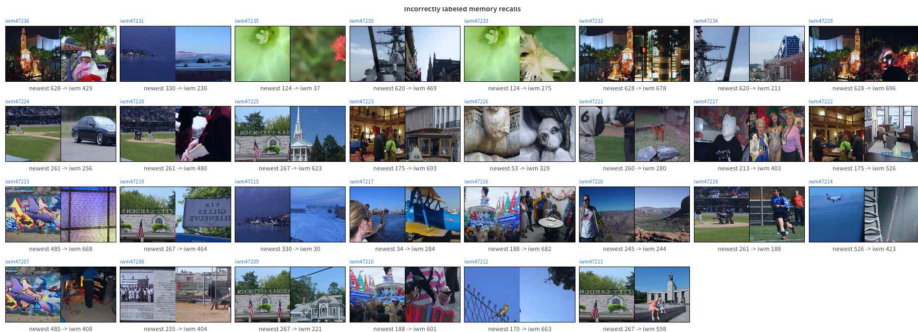 Incorrectly labeled memory recalls
iwm47236 iwm47231 iwm47235 iwm47230 iwm47233 iwm47232 iwm47234 iwm47229
newest 628 -> iwm 429 newest 330 -> iwm 230 newest 124 -> iwm 37 newest 620 -> iwm 469 newest 124 -> iwm 275 newest 628 -> iwm 678 newest 620 -> iwm 211 newest 628 -> iwm 696
iwm47224 iwm47228 iwm47225 iwm47223 iwm47226 iwm47221 iwm47227 iwm47222
newest 261 -> iwm 256 newest 261 -> iwm 480 newest 267 -> iwm 623 newest 175 -> iwm 693 newest 53 -> iwm 329 newest 260 -> iwm 280 newest 213 -> iwm 403 newest 175 -> iwm 526
iwm47213 iwm47219 iwm47215 iwm47217 iwm47216 iwm47220 iwm47218 iwm47214
VIA
GILLES
VILLENEUVE
newest 485 -> iwm 668 newest 267 -> iwm 464 newest 330 -> iwm 30 newest 34 -> iwm 284 newest 188 -> iwm 682 newest 245 -> iwm 244 newest 261 -> iwm 188 newest 526 -> iwm 423
iwm47207 iwm47208 iwm47209 iwm47210 iwm47212 iwm47211
newest 485 -> iwm 408 newest 235 -> iwm 404 newest 267 -> iwm 221 newest 188 -> iwm 601 newest 170 -> iwm 663 newest 267 -> iwm 598